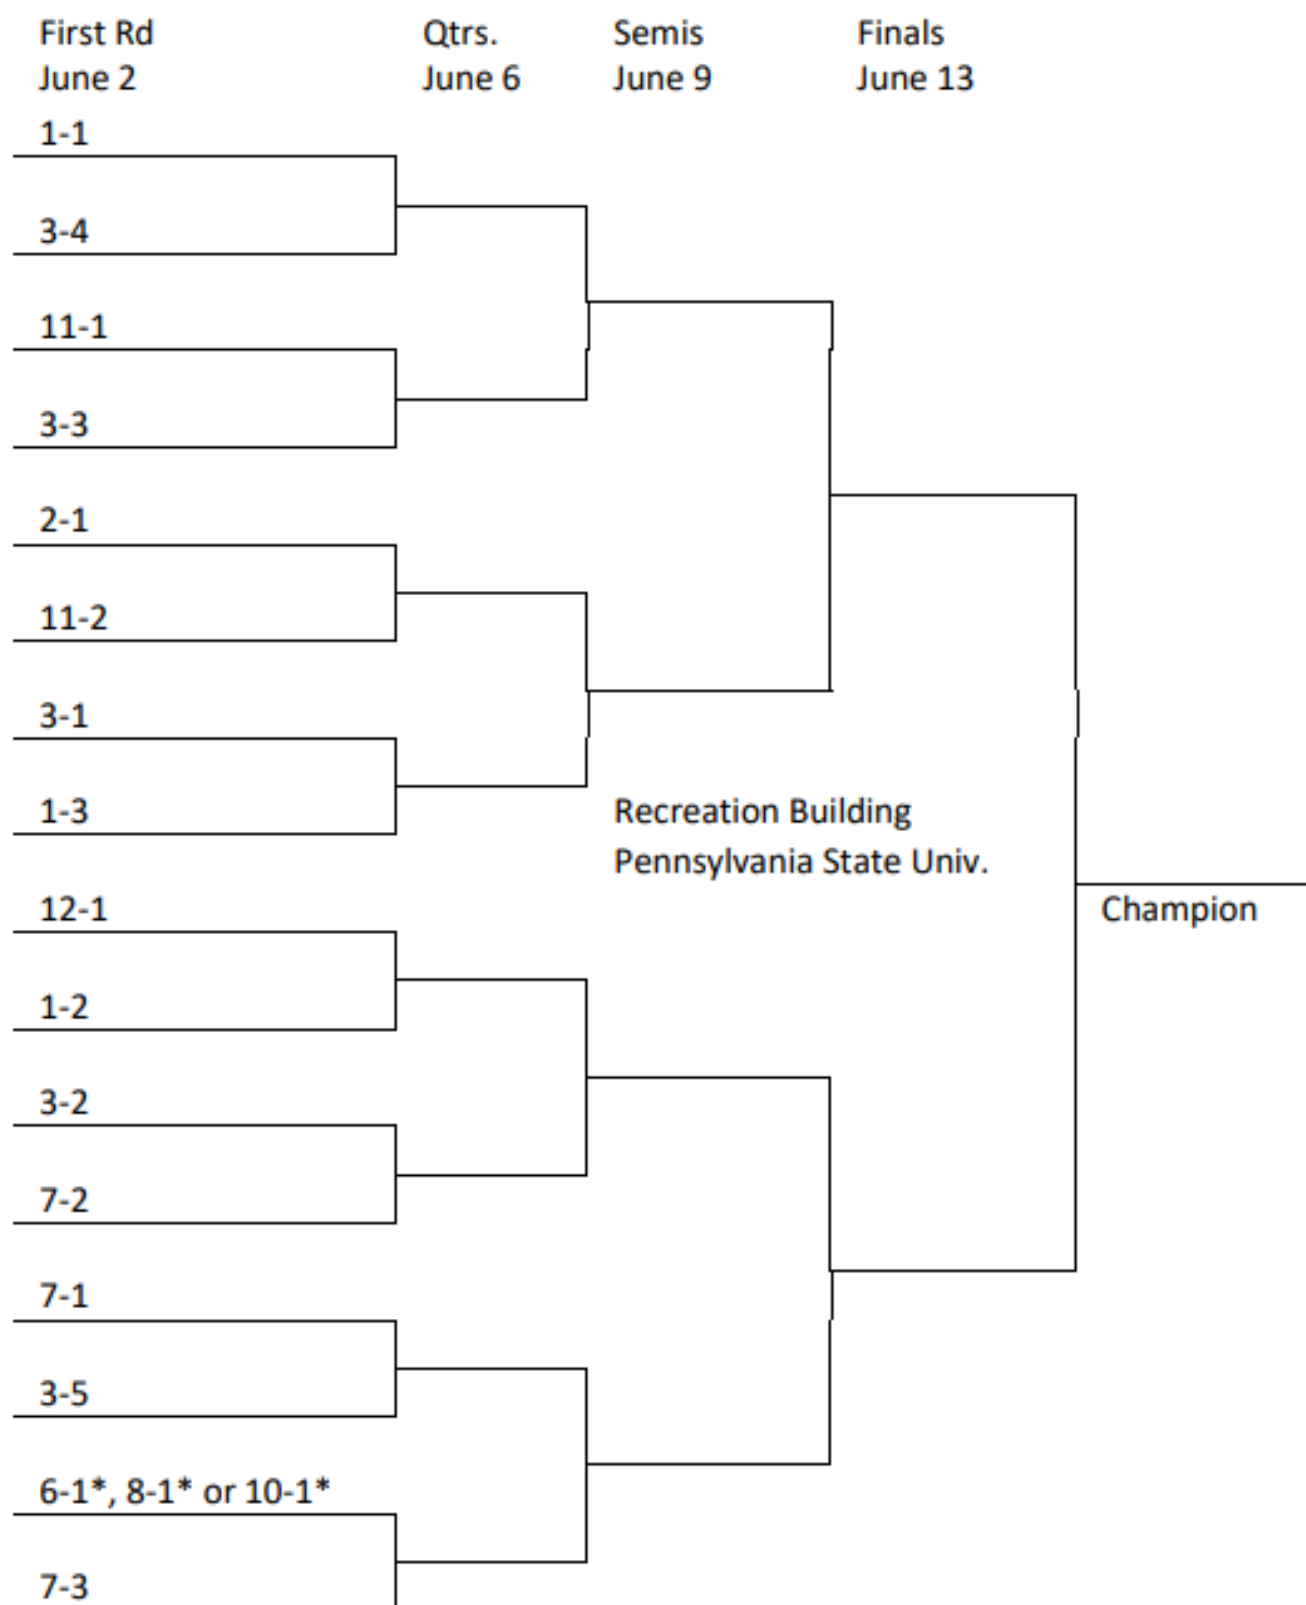 First Rd Qtrs. Semis Finals
June 2 June 6 June 9 June 13
1-1
3-4
11-1
3-3
2-1
11-2
3-1
1-3
Recreation Building
Pennsylvania State Univ.
12-1
Champion
1-2
3-2
7-2
7-1
3-5
6-1*, 8-1* or 10-1*
7-3